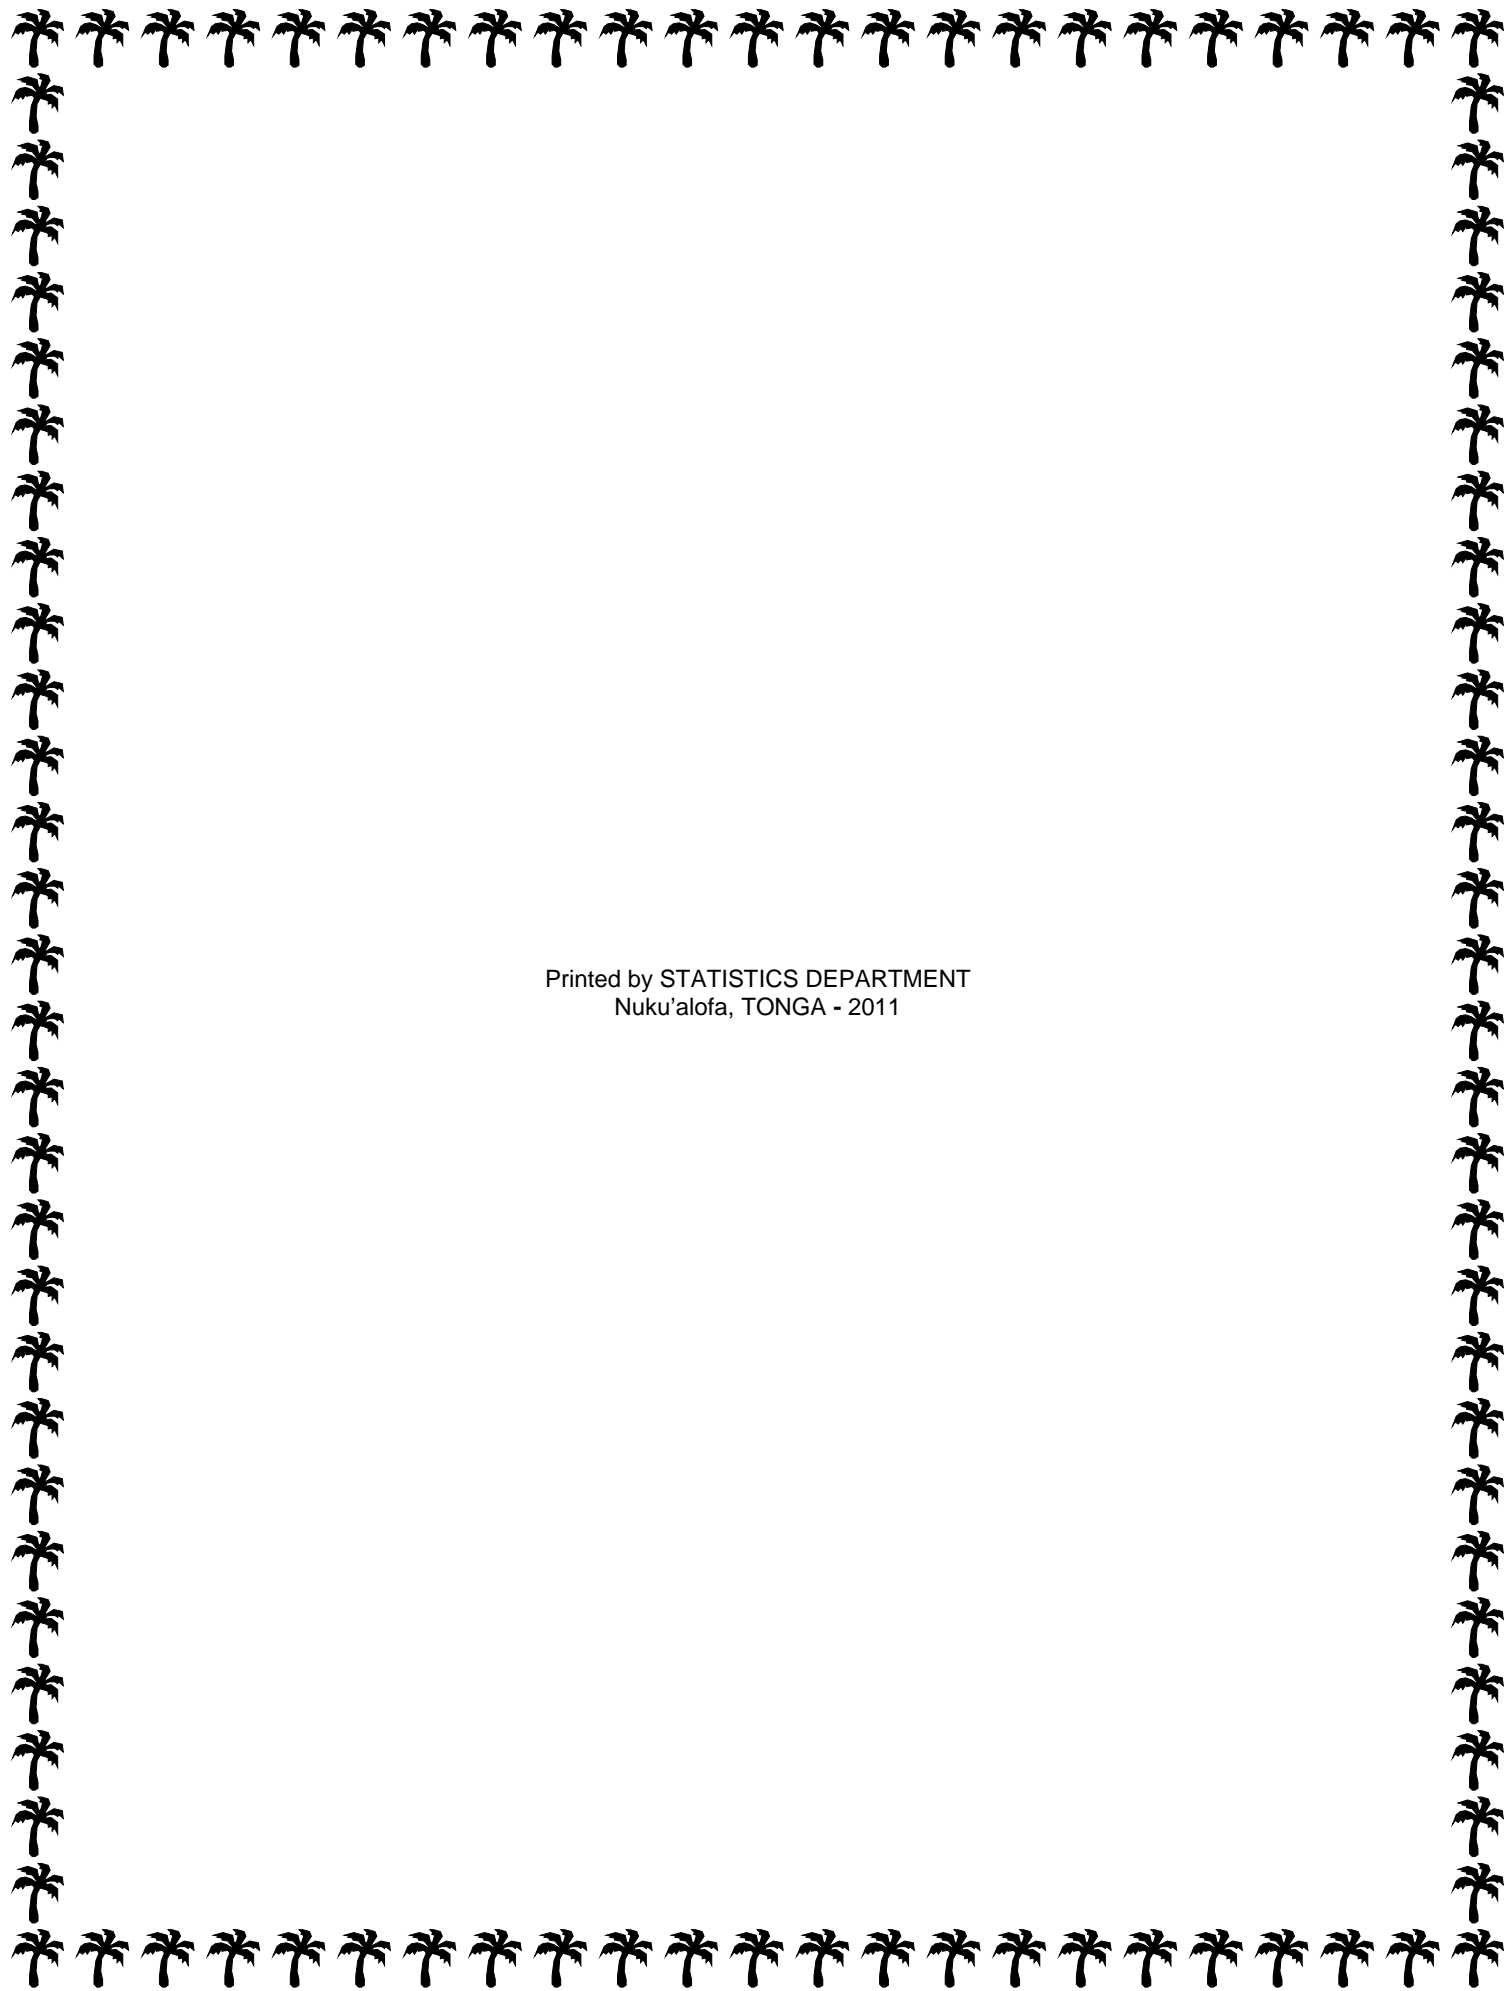 Printed by STATISTICS DEPARTMENT
Nuku’alofa, TONGA - 2011